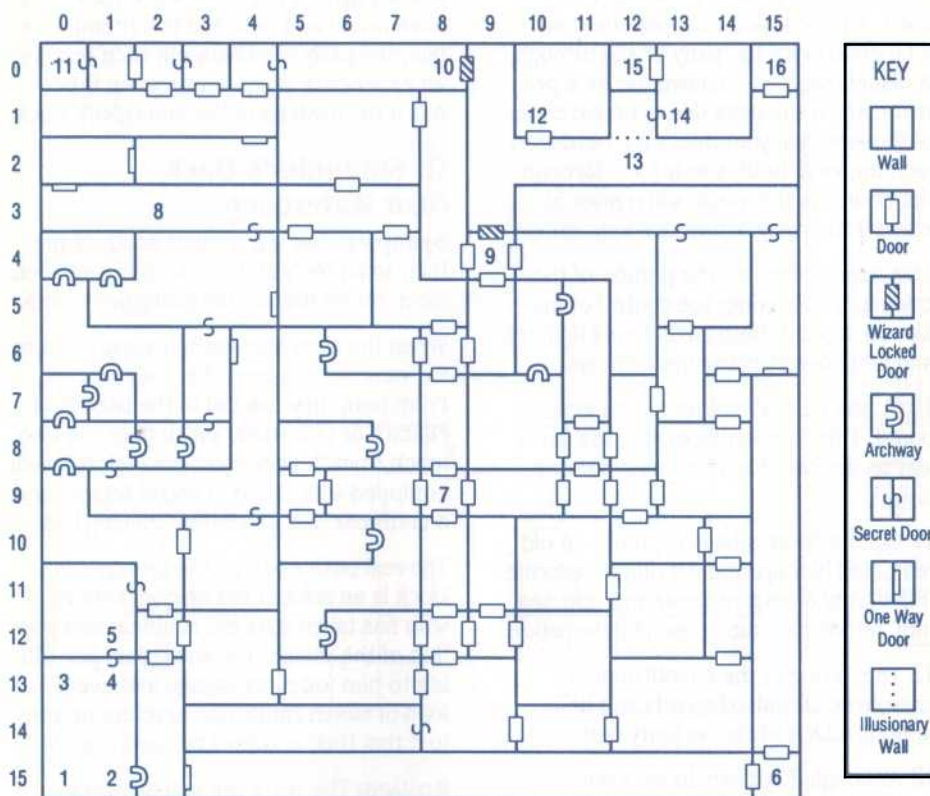 0 1 2 3 4 5 6 7 8 9 10 11 12 13 14 15
0 11 10 15 16
1 12 14
2 13
3 8
4 9
5
6
7
8
9 7
10
11
12 5
13 3 4
14
15 1 2 6
KEY
Wall
Door
Wizard
Locked
Door
Archway
Secret Door
One Way
Door
Illusionary
Wall